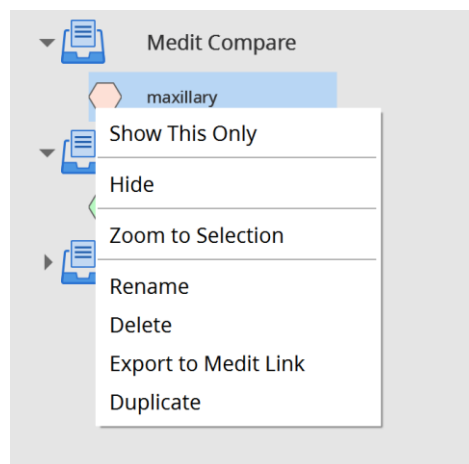 Medit Compare
maxillary
Show This Only
Hide
Zoom to Selection
Rename
Delete
Export to Medit Link
Duplicate